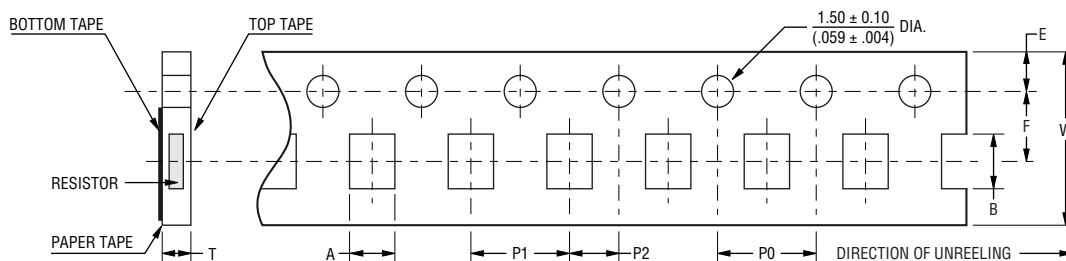 BOTTOM TAPE
TOP TAPE
1.50 ± 0.10
(.059 ± .004)
DIA.
E
F
W
RESISTOR
B
PAPER TAPE
T
A
P1
P2
P0
DIRECTION OF UNREELING